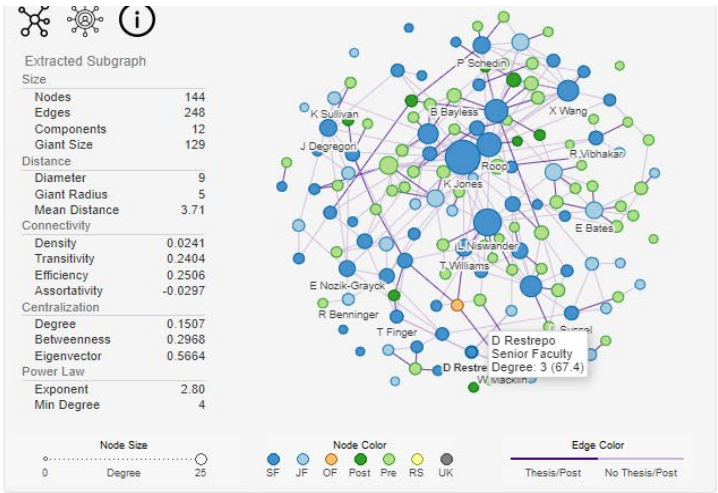 Extracted Subgraph
Size
Nodes 144
Edges 248
Components 12
Giant Size 129
Distance
Diameter 9
Giant Radius 5
Mean Distance 3.71
Connectivity
Density 0.0241
Transitivity 0.2404
Efficiency 0.2506
Assortativity -0.0297
Centralization
Degree 0.1507
Betweenness 0.2968
Eigenvector 0.5664
Power Law
Exponent 2.80
Min Degree 4
P Schedin
K Sullivan
B Bayless
X Wang
J Degregori
R Vibhakar
Roop
K Jones
E Bates
L Niswander
T Williams
E Nozik-Grayck
R Benninger
T Finger
D Restrepo
Senior Faculty
Degree: 3 (67.4)
D Restre
W Macklin
Node Size
0 Degree 25
Node Color
SF JF OF Post Pre RS UK
Edge Color
Thesis/Post No Thesis/Post